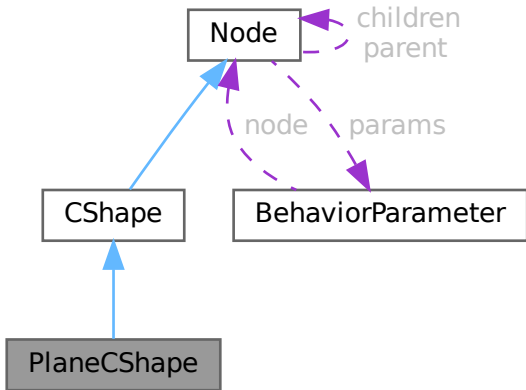 children
Node
parent
node
params
CShape
BehaviorParameter
PlaneCShape